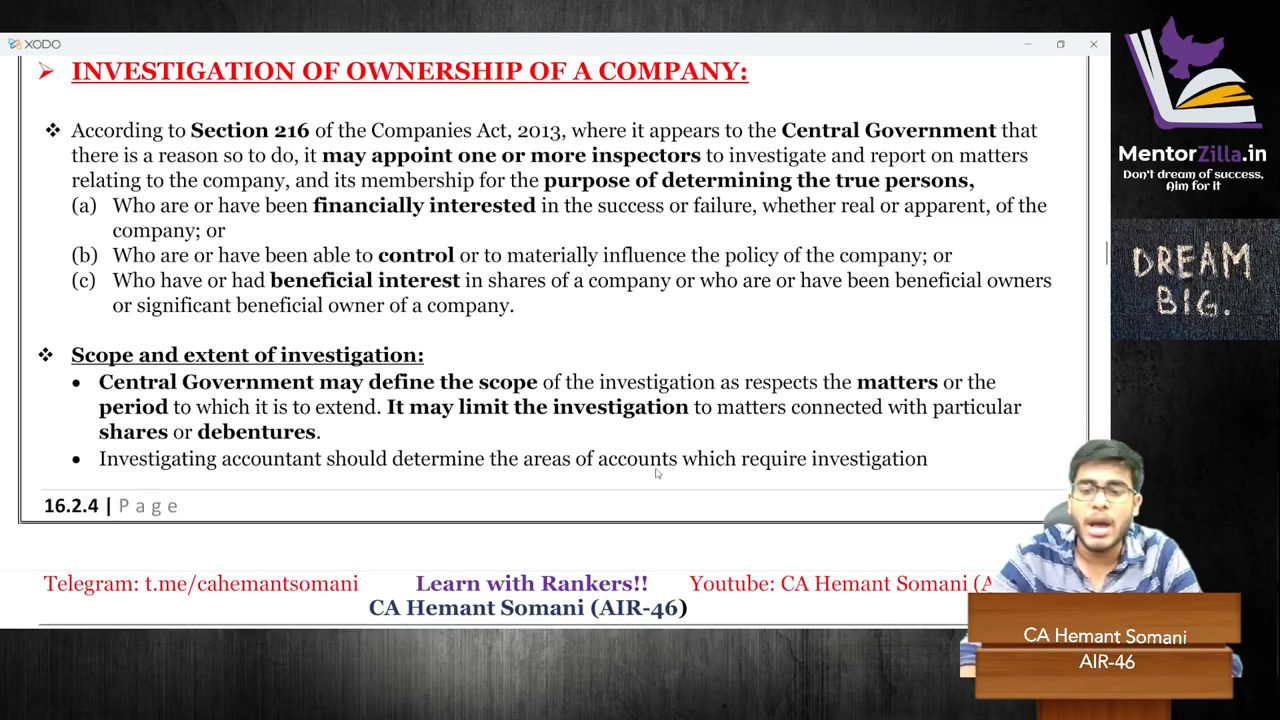 XODO
➢ INVESTIGATION OF OWNERSHIP OF A COMPANY:
❖ According to Section 216 of the Companies Act, 2013, where it appears to the Central Government that
there is a reason so to do, it may appoint one or more inspectors to investigate and report on matters
relating to the company, and its membership for the purpose of determining the true persons,
(a) Who are or have been financially interested in the success or failure, whether real or apparent, of the
company; or
(b) Who are or have been able to control or to materially influence the policy of the company; or
(c) Who have or had beneficial interest in shares of a company or who are or have been beneficial owners
or significant beneficial owner of a company.
❖ Scope and extent of investigation:
• Central Government may define the scope of the investigation as respects the matters or the
period to which it is to extend. It may limit the investigation to matters connected with particular
shares or debentures.
• Investigating accountant should determine the areas of accounts which require investigation
16.2.4 | Page
Telegram: t.me/cahemantsomani Learn with Rankers!! Youtube: CA Hemant Somani (A
CA Hemant Somani (AIR-46)
MentorZilla.in
Don't dream of success,
Aim for it
DREAM
BIG.
CA Hemant Somani
AIR-46